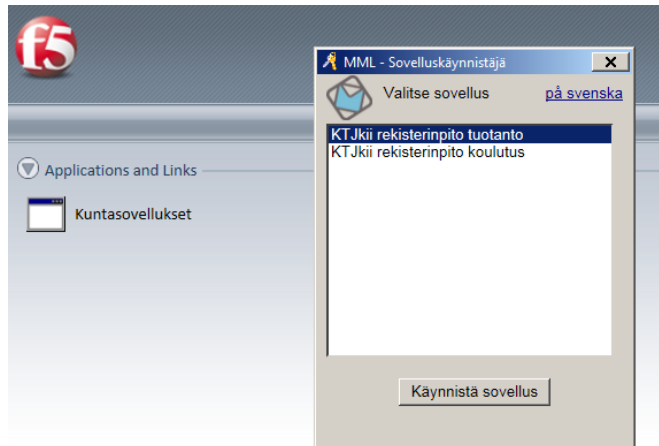 f5
MML - Sovelluskäynnistäjä
Valitse sovellus
på svenska
KTJkii rekisterinpito tuotanto
KTJkii rekisterinpito koulutus
Applications and Links
Kuntasovellukset
Käynnistä sovellus